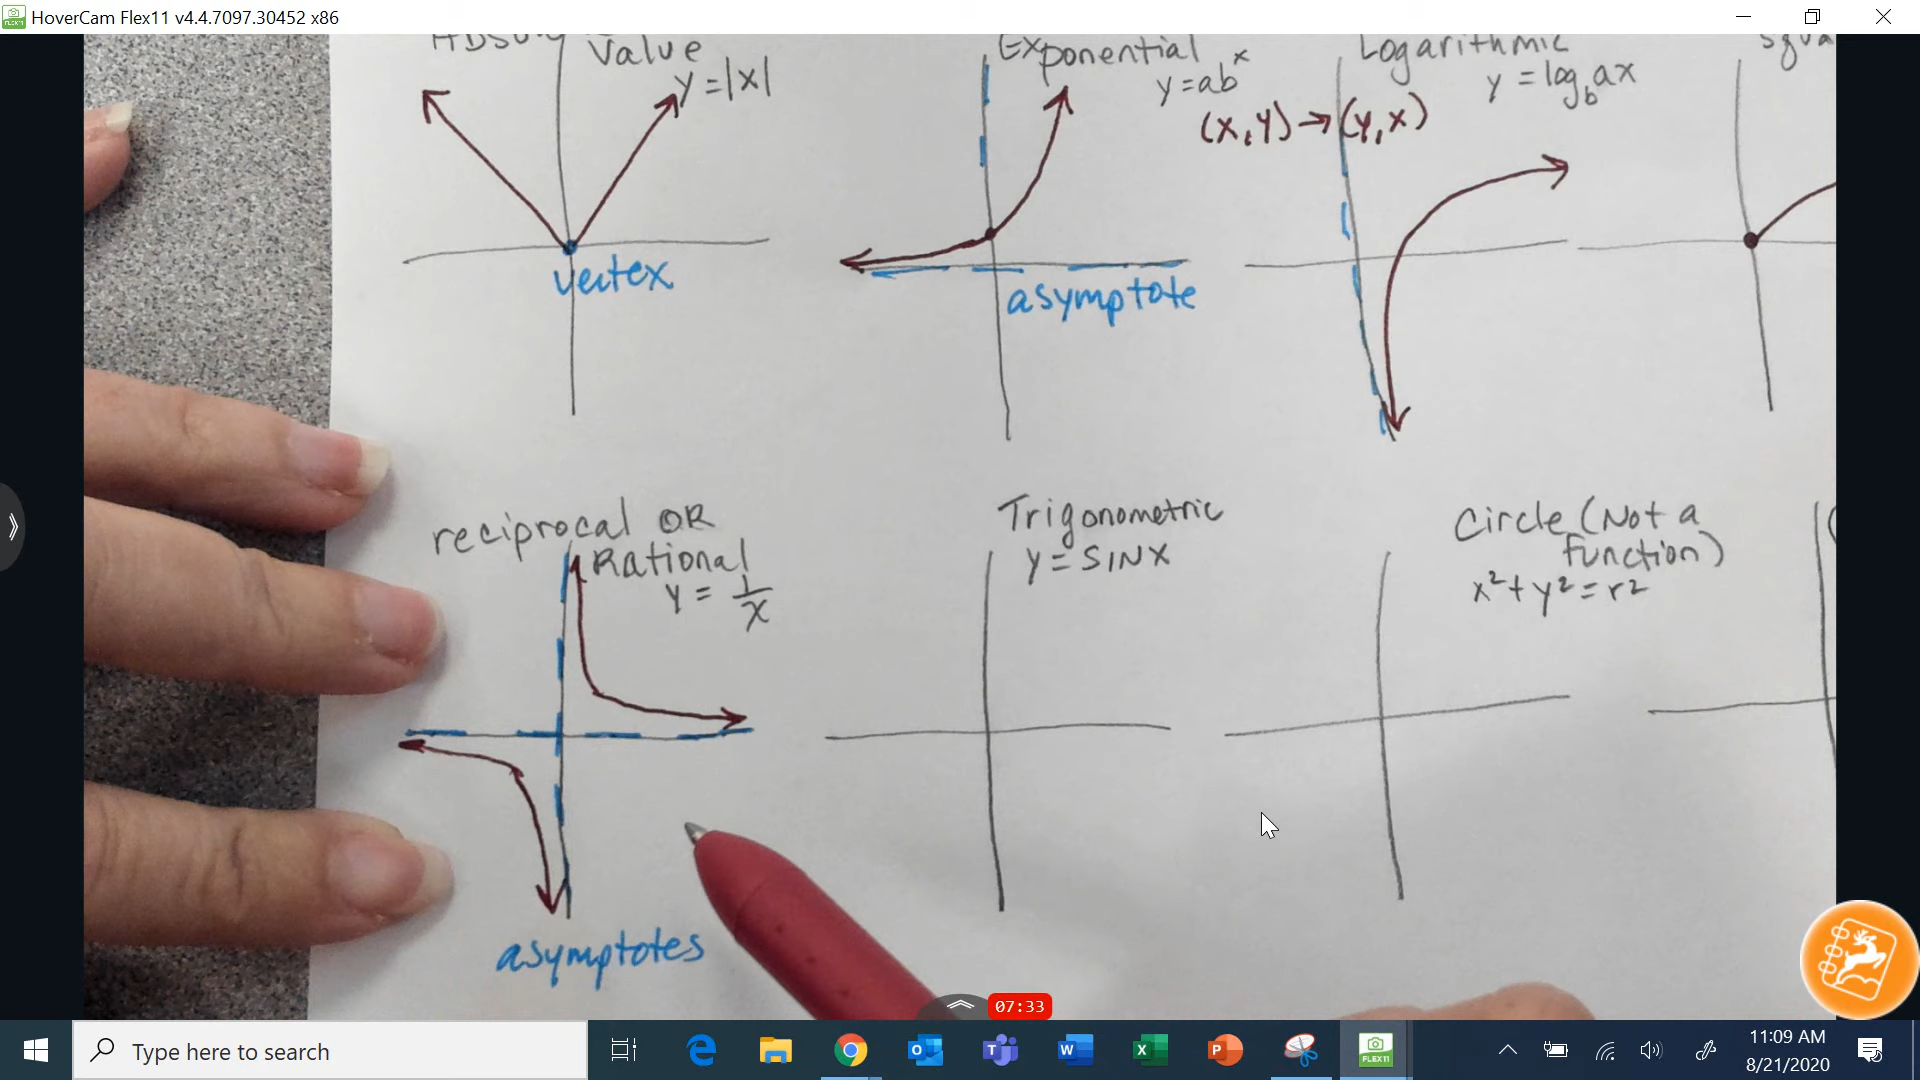 HoverCam Flex11 v4.4.7097.30452 x86
Value
y = |x|
vertex
Exponential
y = ab^x
asymptote
Logarithmic
y = log_b ax
(x,y) → (y,x)
reciprocal OR
Rational
y = 1/x
asymptotes
Trigonometric
y = SINX
Circle (Not a
function)
x² + y² = r²
07:33
Type here to search
11:09 AM
8/21/2020
FLEX11